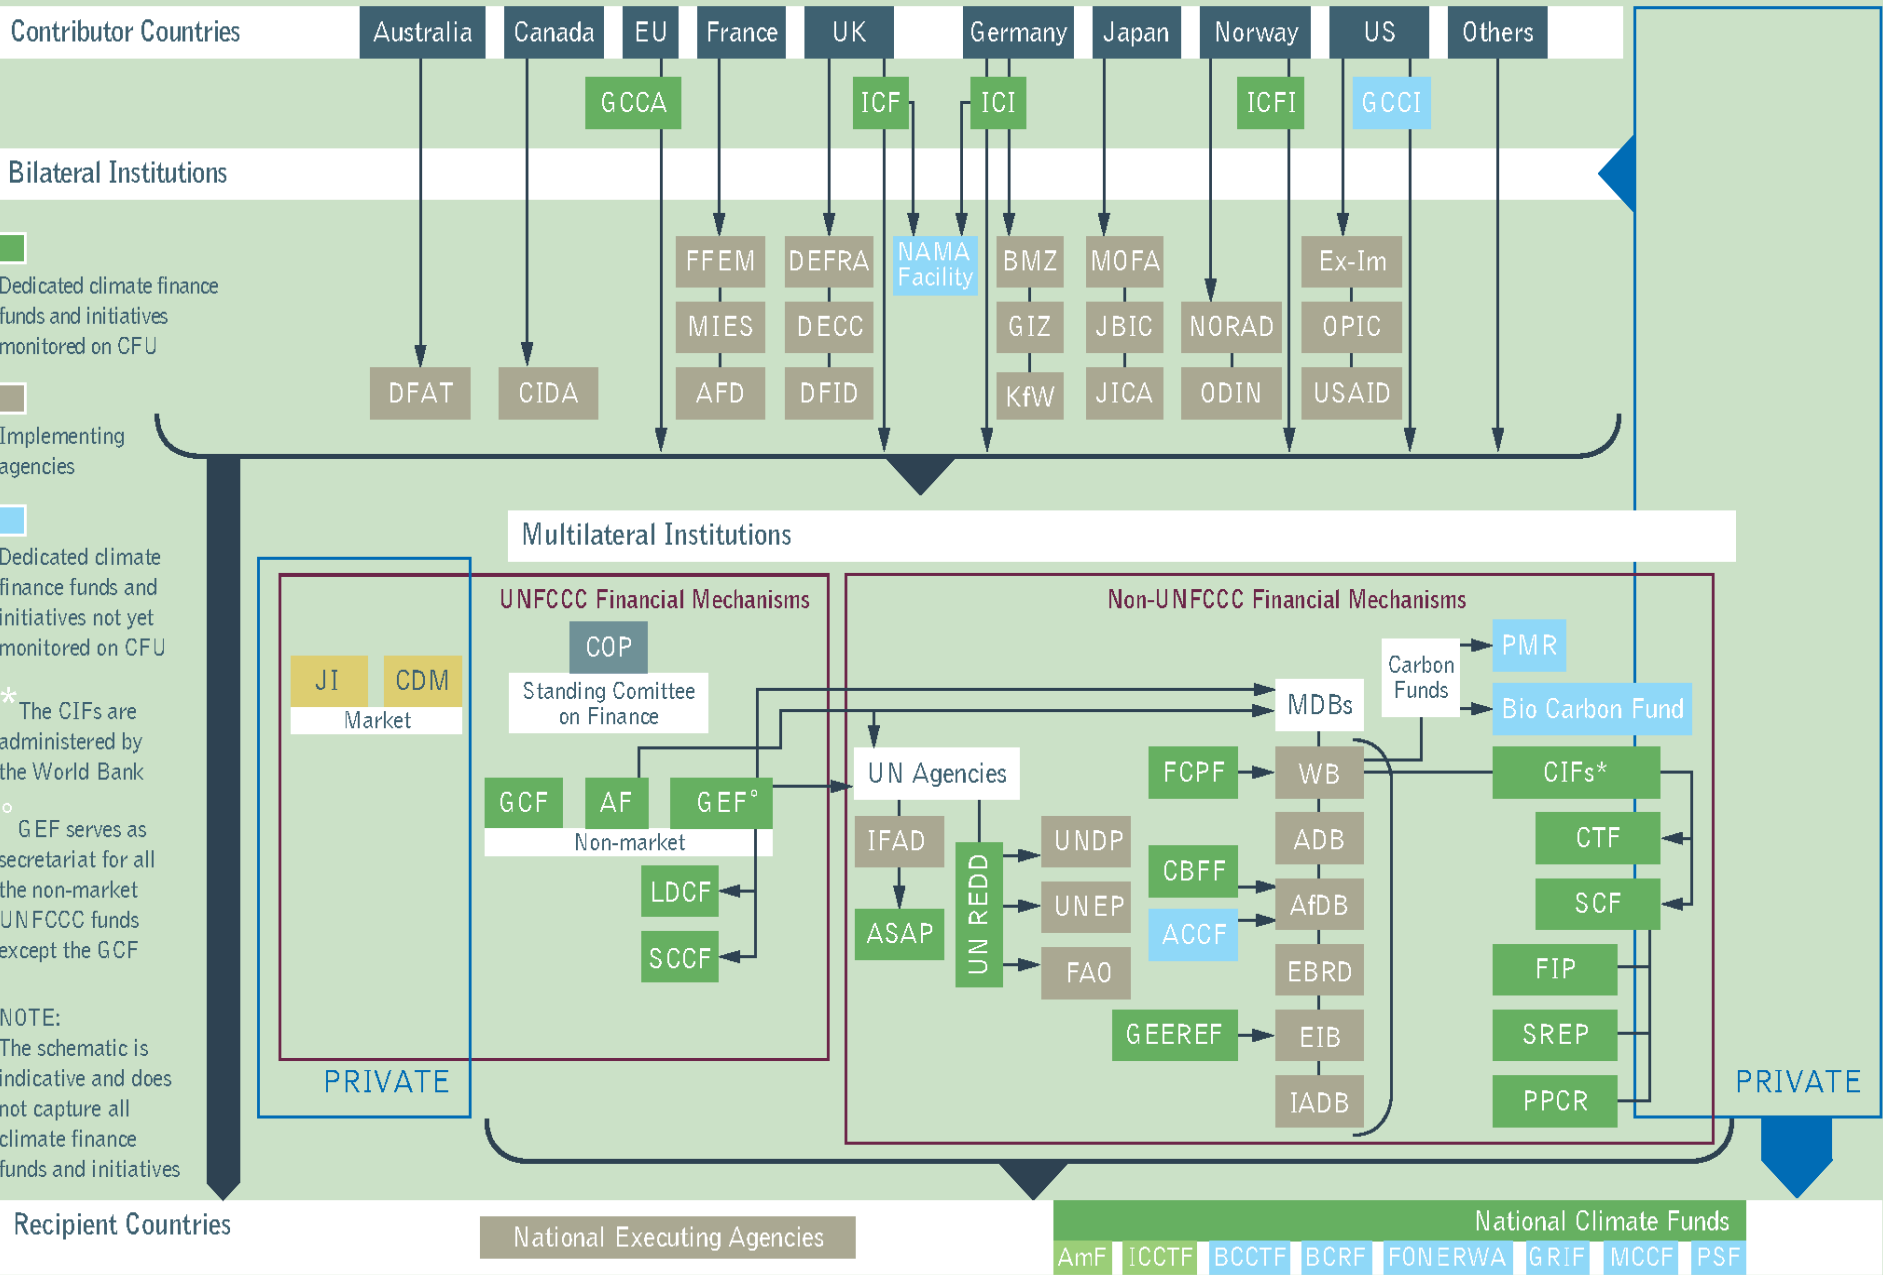 Contributor Countries
Australia
Canada
EU
France
UK
Germany
Japan
Norway
US
Others
GCCA
ICF
ICI
ICFI
GCCI
Bilateral Institutions
Dedicated climate finance
funds and initiatives
monitored on CFU
Implementing
agencies
Dedicated climate
finance funds and
initiatives not yet
monitored on CFU
* The CIFs are
administered by
the World Bank
° GEF serves as
secretariat for all
the non-market
UNFCCC funds
except the GCF
NOTE:
The schematic is
indicative and does
not capture all
climate finance
funds and initiatives
FFEM
DEFRA
NAMA
Facility
BMZ
MOFA
Ex-Im
MIES
DECC
GIZ
JBIC
NORAD
OPIC
DFAT
CIDA
AFD
DFID
KfW
JICA
ODIN
USAID
Multilateral Institutions
UNFCCC Financial Mechanisms
COP
Standing Comittee
on Finance
JI
CDM
Market
GCF
AF
GEF°
Non-market
LDCF
SCCF
PRIVATE
Non-UNFCCC Financial Mechanisms
UN Agencies
IFAD
ASAP
UN REDD
UNDP
UNEP
FAO
MDBs
FCPF
WB
ADB
CBFF
AfDB
ACCF
EBRD
GEEREF
EIB
IADB
Carbon
Funds
PMR
Bio Carbon Fund
CIFs*
CTF
SCF
FIP
SREP
PPCR
PRIVATE
Recipient Countries
National Executing Agencies
National Climate Funds
AmF
ICCTF
BCCTF
BCRF
FONERWA
GRIF
MCCF
PSF